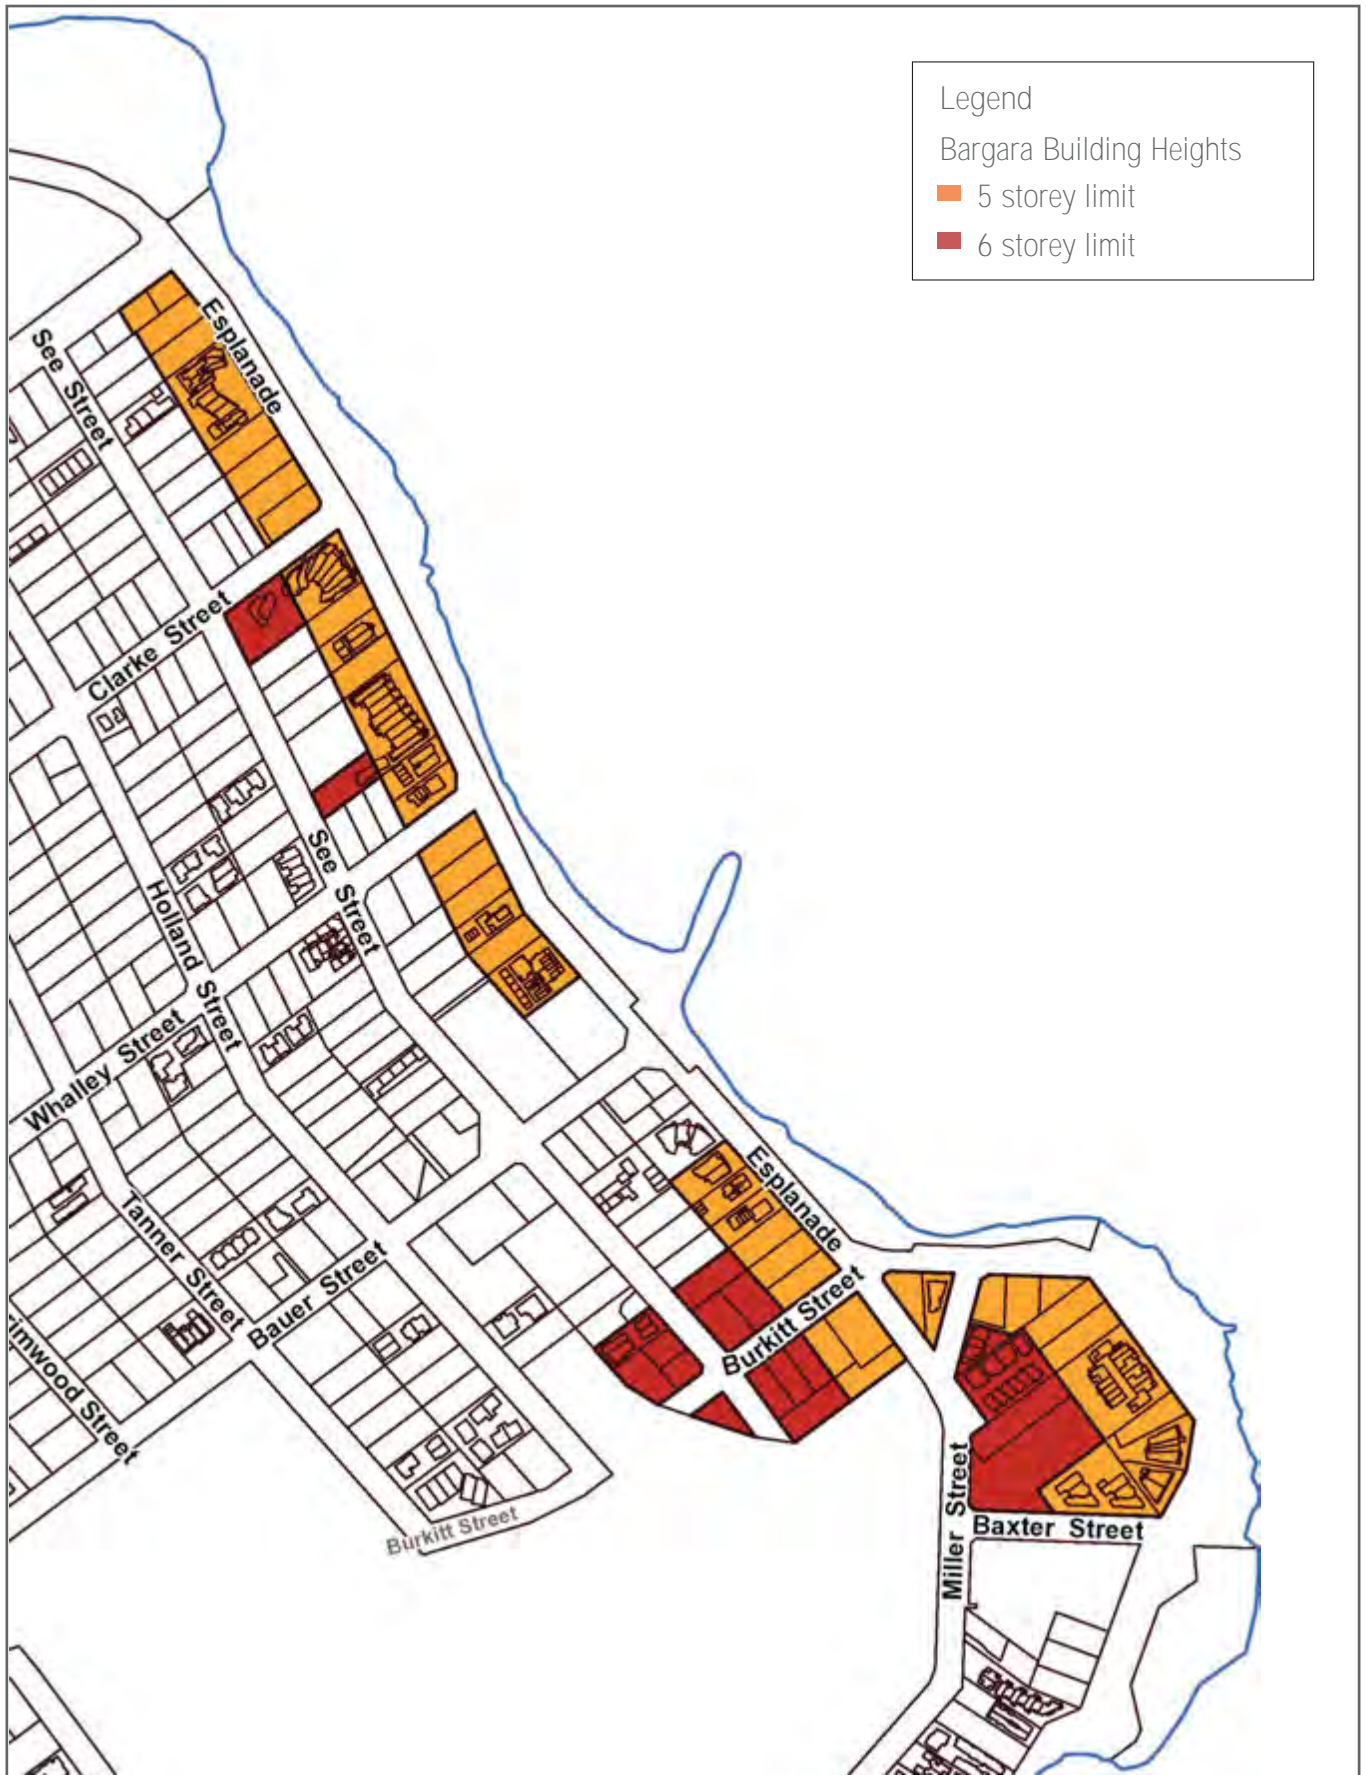 Legend
Bargara Building Heights
5 storey limit
6 storey limit
Esplanade
See Street
Clarke Street
See Street
Holland Street
Whalley Street
Esplanade
Tanner Street
Bauer Street
Burkitt Street
rimwood Street
Miller Street
Baxter Street
Burkitt Street